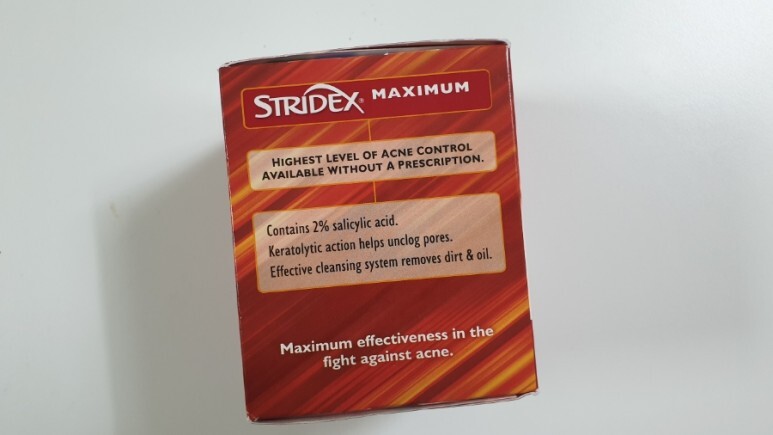 STRIDEX® MAXIMUM
HIGHEST LEVEL OF ACNE CONTROL
AVAILABLE WITHOUT A PRESCRIPTION.
Contains 2% salicylic acid.
Keratolytic action helps unclog pores.
Effective cleansing system removes dirt & oil.
Maximum effectiveness in the
fight against acne.